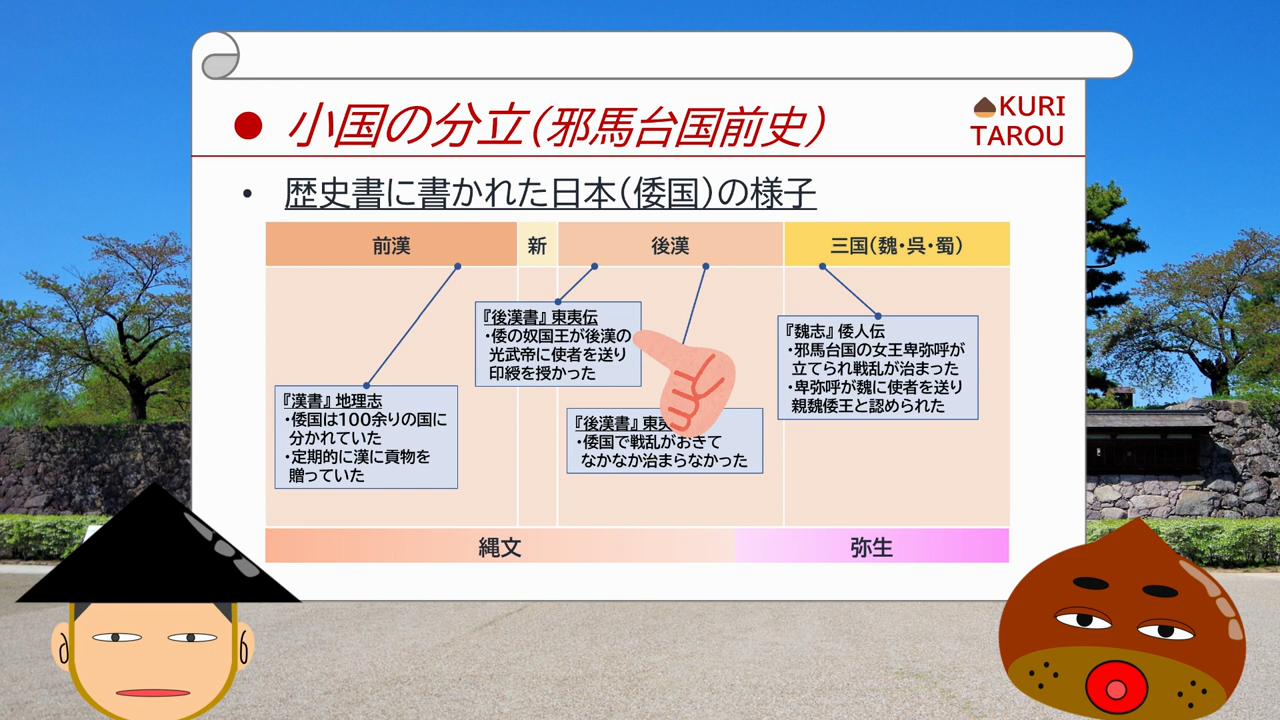 小国の分立(邪馬台国前史)
KURI
TAROU
• 歴史書に書かれた日本(倭国)の様子
前漢
新
後漢
三国(魏・呉・蜀)
『漢書』地理志
・倭国は100余りの国に
分かれていた
・定期的に漢に貢物を
贈っていた
『後漢書』東夷伝
・倭の奴国王が後漢の
光武帝に使者を送り
印綬を授かった
『後漢書』東夷
・倭国で戦乱がおきて
なかなか治まらなかった
『魏志』倭人伝
・邪馬台国の女王卑弥呼が
立てられ戦乱が治まった
・卑弥呼が魏に使者を送り
親魏倭王と認められた
縄文
弥生